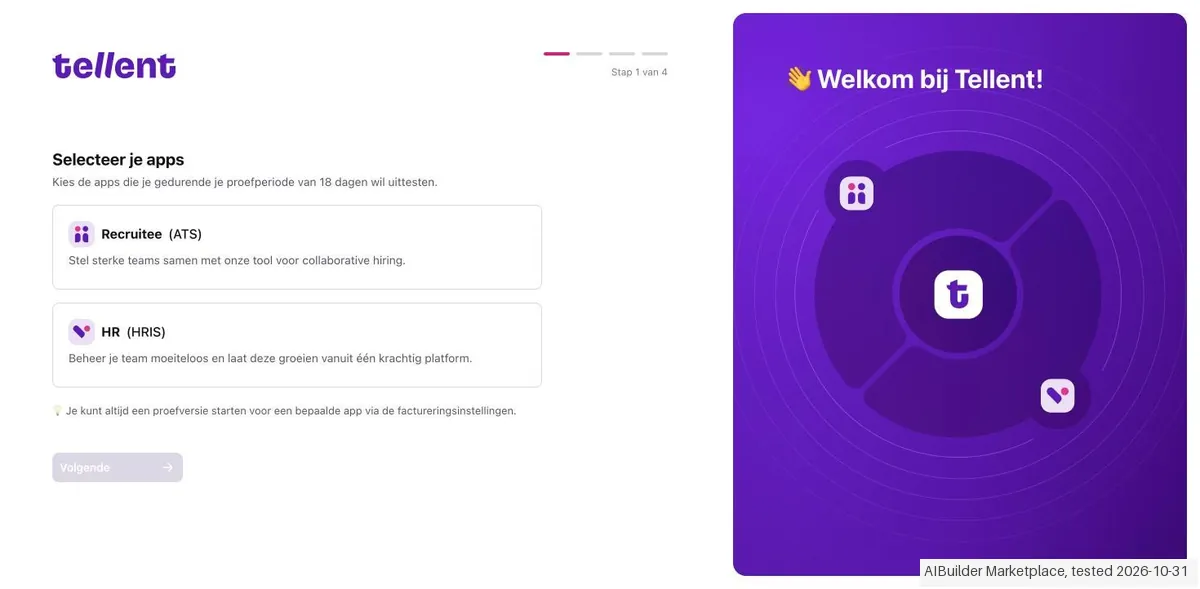 tellent
Stap 1 van 4
Selecteer je apps
Kies de apps die je gedurende je proefperiode van 18 dagen wil uittesten.
Recruitee (ATS)
Stel sterke teams samen met onze tool voor collaborative hiring.
HR (HRIS)
Beheer je team moeiteloos en laat deze groeien vanuit één krachtig platform.
💡 Je kunt altijd een proefversie starten voor een bepaalde app via de factureringsinstellingen.
Volgende →
👋 Welkom bij Tellent!
t
AIBuilder Marketplace, tested 2026-10-31